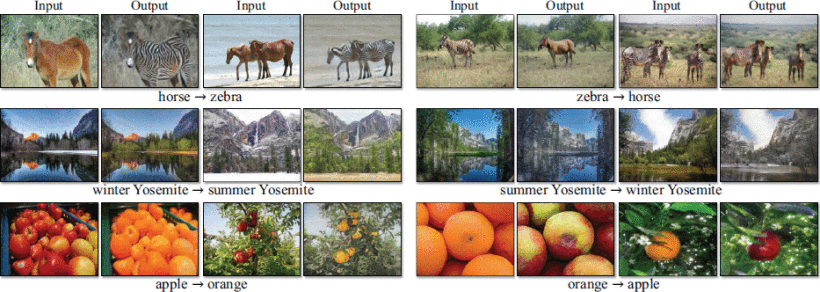 Input Output Input Output Input Output Input Output
horse → zebra zebra → horse
winter Yosemite → summer Yosemite summer Yosemite → winter Yosemite
apple → orange orange → apple